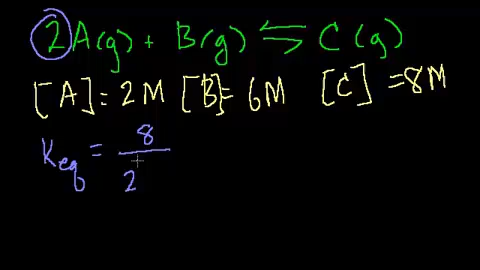 2A(g) + B(g) ⇌ C(g)
[A] = 2M [B] = 6M [C] = 8M
Keq = 8/2